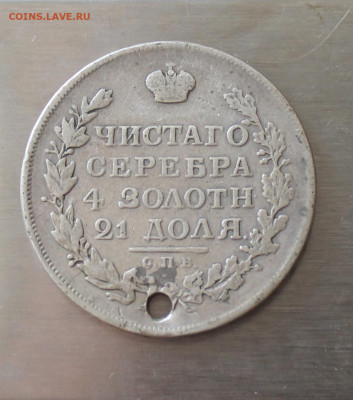 COINS.LAVE.RU
ЧИСТАГО
СЕРЕБРА
4 ЗОЛОТН
21 ДОЛЯ.
С.П.Б.